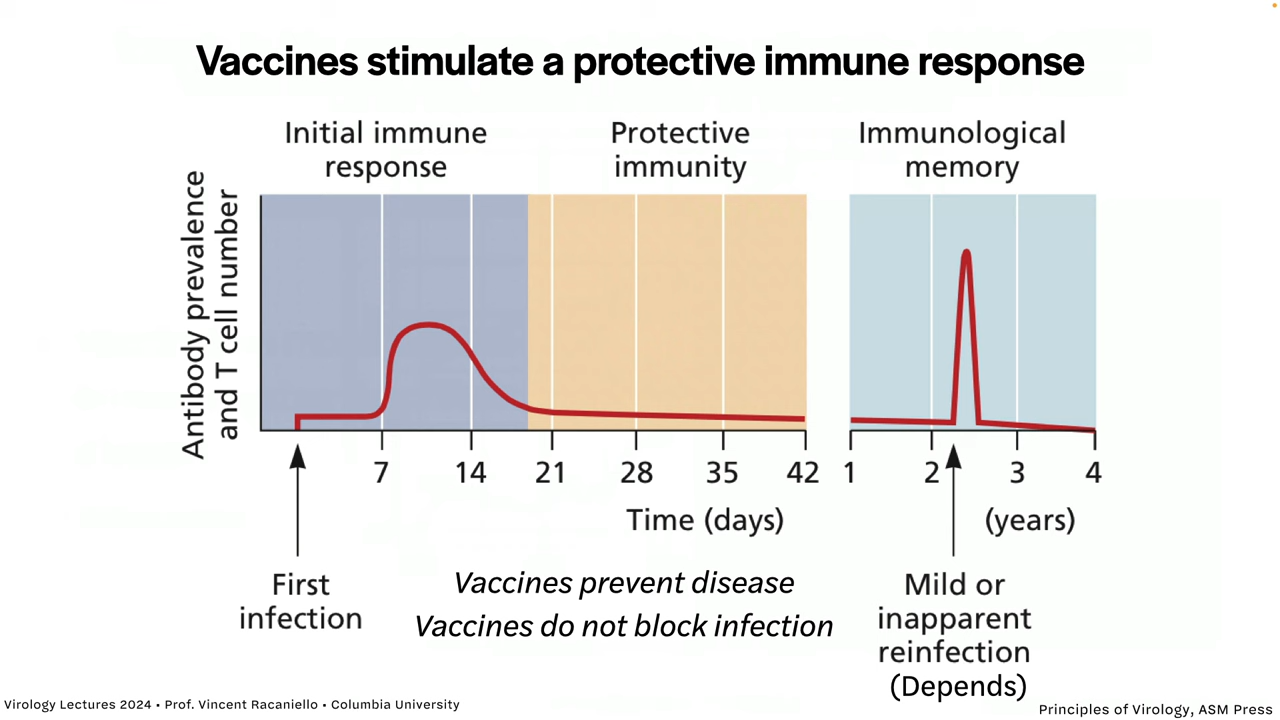 Vaccines stimulate a protective immune response
Initial immune
response
Protective
immunity
Immunological
memory
Antibody prevalence
and T cell number
7 14 21 28 35 42 1 2 3 4
Time (days)
(years)
First
infection
Vaccines prevent disease
Vaccines do not block infection
Mild or
inapparent
reinfection
(Depends)
Virology Lectures 2024 • Prof. Vincent Racaniello • Columbia University
Principles of Virology, ASM Press